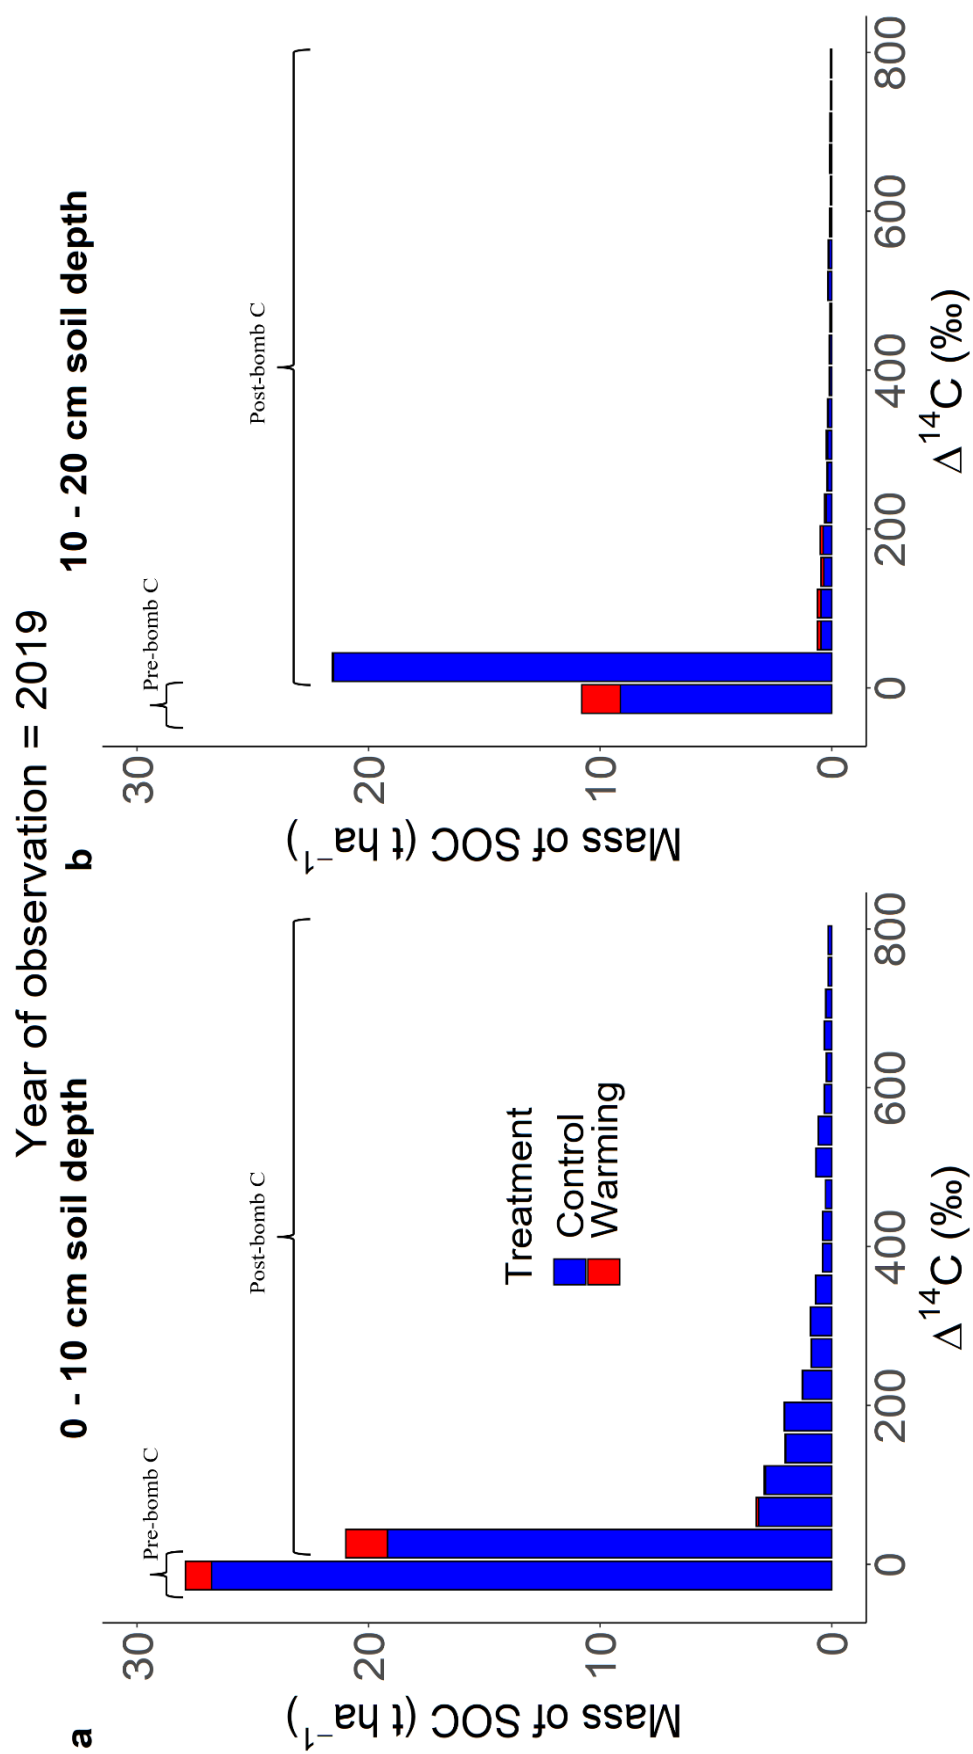 Year of observation = 2019
a
0 - 10 cm soil depth
Pre-bomb C
Post-bomb C
Mass of SOC (t ha⁻¹)
30
20
10
0
Treatment
Control
Warming
0
200
400
600
800
Δ¹⁴C (‰)
b
10 - 20 cm soil depth
Pre-bomb C
Post-bomb C
Mass of SOC (t ha⁻¹)
30
20
10
0
0
200
400
600
800
Δ¹⁴C (‰)